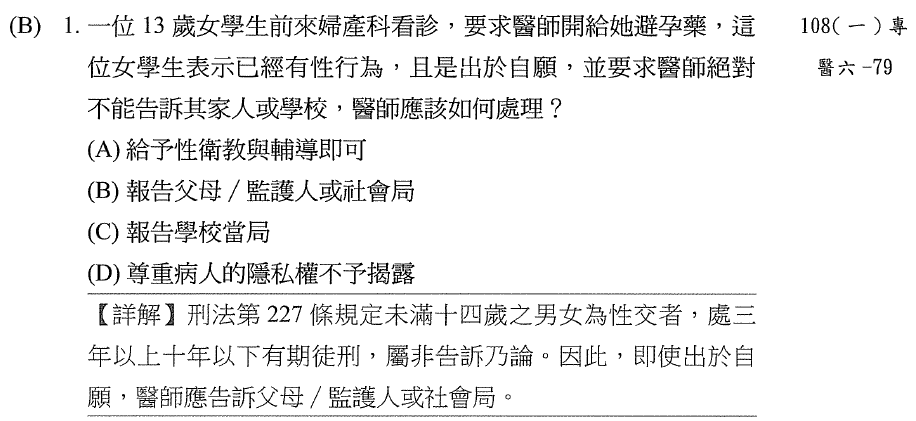 (B) 1. 一位 13 歲女學生前來婦產科看診，要求醫師開給她避孕藥，這 108( 一 ) 專
位女學生表示已經有性行為，且是出於自願，並要求醫師絕對 醫六 -79
不能告訴其家人或學校，醫師應該如何處理？
(A) 給予性衛教與輔導即可
(B) 報告父母 / 監護人或社會局
(C) 報告學校當局
(D) 尊重病人的隱私權不予揭露
【詳解】刑法第 227 條規定未滿十四歲之男女為性交者，處三
年以上十年以下有期徒刑，屬非告訴乃論。因此，即使出於自
願，醫師應告訴父母 / 監護人或社會局。